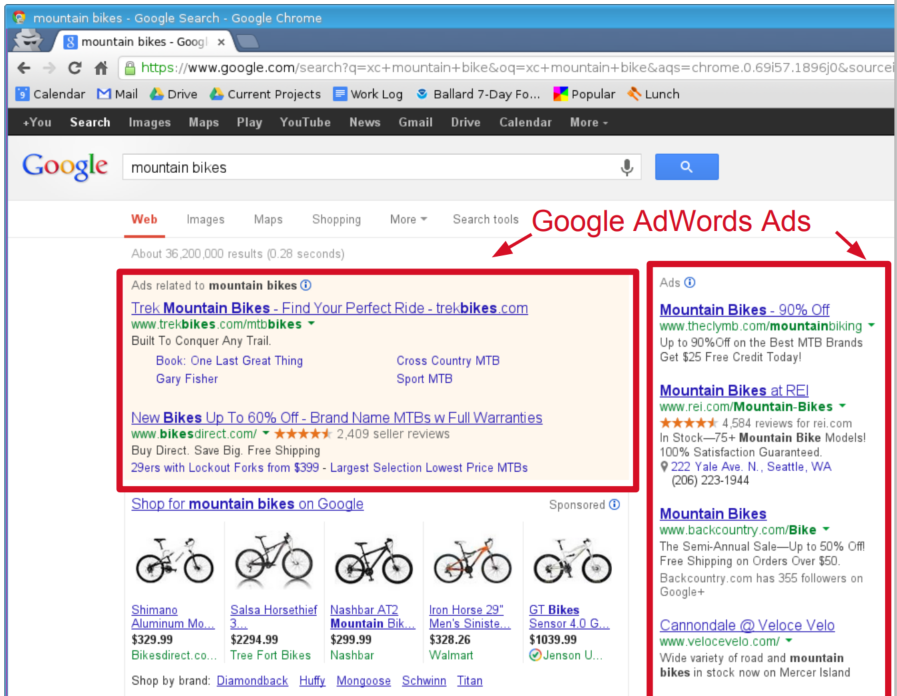 mountain bikes - Google Search - Google Chrome
mountain bikes - Googl
https://www.google.com/search?q=xc+mountain+bike&oq=xc+mountain+bike&aqs=chrome.0.69i57.1896j0&sourcei
Calendar Mail Drive Current Projects Work Log Ballard 7-Day Fo... Popular Lunch
+You Search Images Maps Play YouTube News Gmail Drive Calendar More
Google mountain bikes
Web Images Maps Shopping More Search tools
Google AdWords Ads
About 36,200,000 results (0.28 seconds)
Ads related to mountain bikes
Trek Mountain Bikes - Find Your Perfect Ride - trekbikes.com
www.trekbikes.com/mtbbikes
Built To Conquer Any Trail.
Book: One Last Great Thing Cross Country MTB
Gary Fisher Sport MTB
New Bikes Up To 60% Off - Brand Name MTBs w Full Warranties
www.bikesdirect.com/ 2,409 seller reviews
Buy Direct. Save Big. Free Shipping
29ers with Lockout Forks from $399 - Largest Selection Lowest Price MTBs
Shop for mountain bikes on Google Sponsored
Shimano Salsa Horsethief Nashbar AT2 Iron Horse 29" GT Bikes
Aluminum Mo... 3... Mountain Bik... Men's Siniste... Sensor 4.0 G...
$329.99 $2294.99 $299.99 $328.26 $1039.99
Bikesdirect.co... Tree Fort Bikes Nashbar Walmart Jenson U...
Shop by brand: Diamondback Huffy Mongoose Schwinn Titan
Ads
Mountain Bikes - 90% Off
www.theclymb.com/mountainbiking
Up to 90%Off on the Best MTB Brands
Get $25 Free Credit Today!
Mountain Bikes at REI
www.rei.com/Mountain-Bikes
4,584 reviews for rei.com
In Stock—75+ Mountain Bike Models!
100% Satisfaction Guaranteed.
222 Yale Ave. N., Seattle, WA
(206) 223-1944
Mountain Bikes
www.backcountry.com/Bike
The Semi-Annual Sale—Up to 50% Off!
Free Shipping on Orders Over $50.
Backcountry.com has 355 followers on
Google+
Cannondale @ Veloce Velo
www.velocevelo.com/
Wide variety of road and mountain
bikes in stock now on Mercer Island